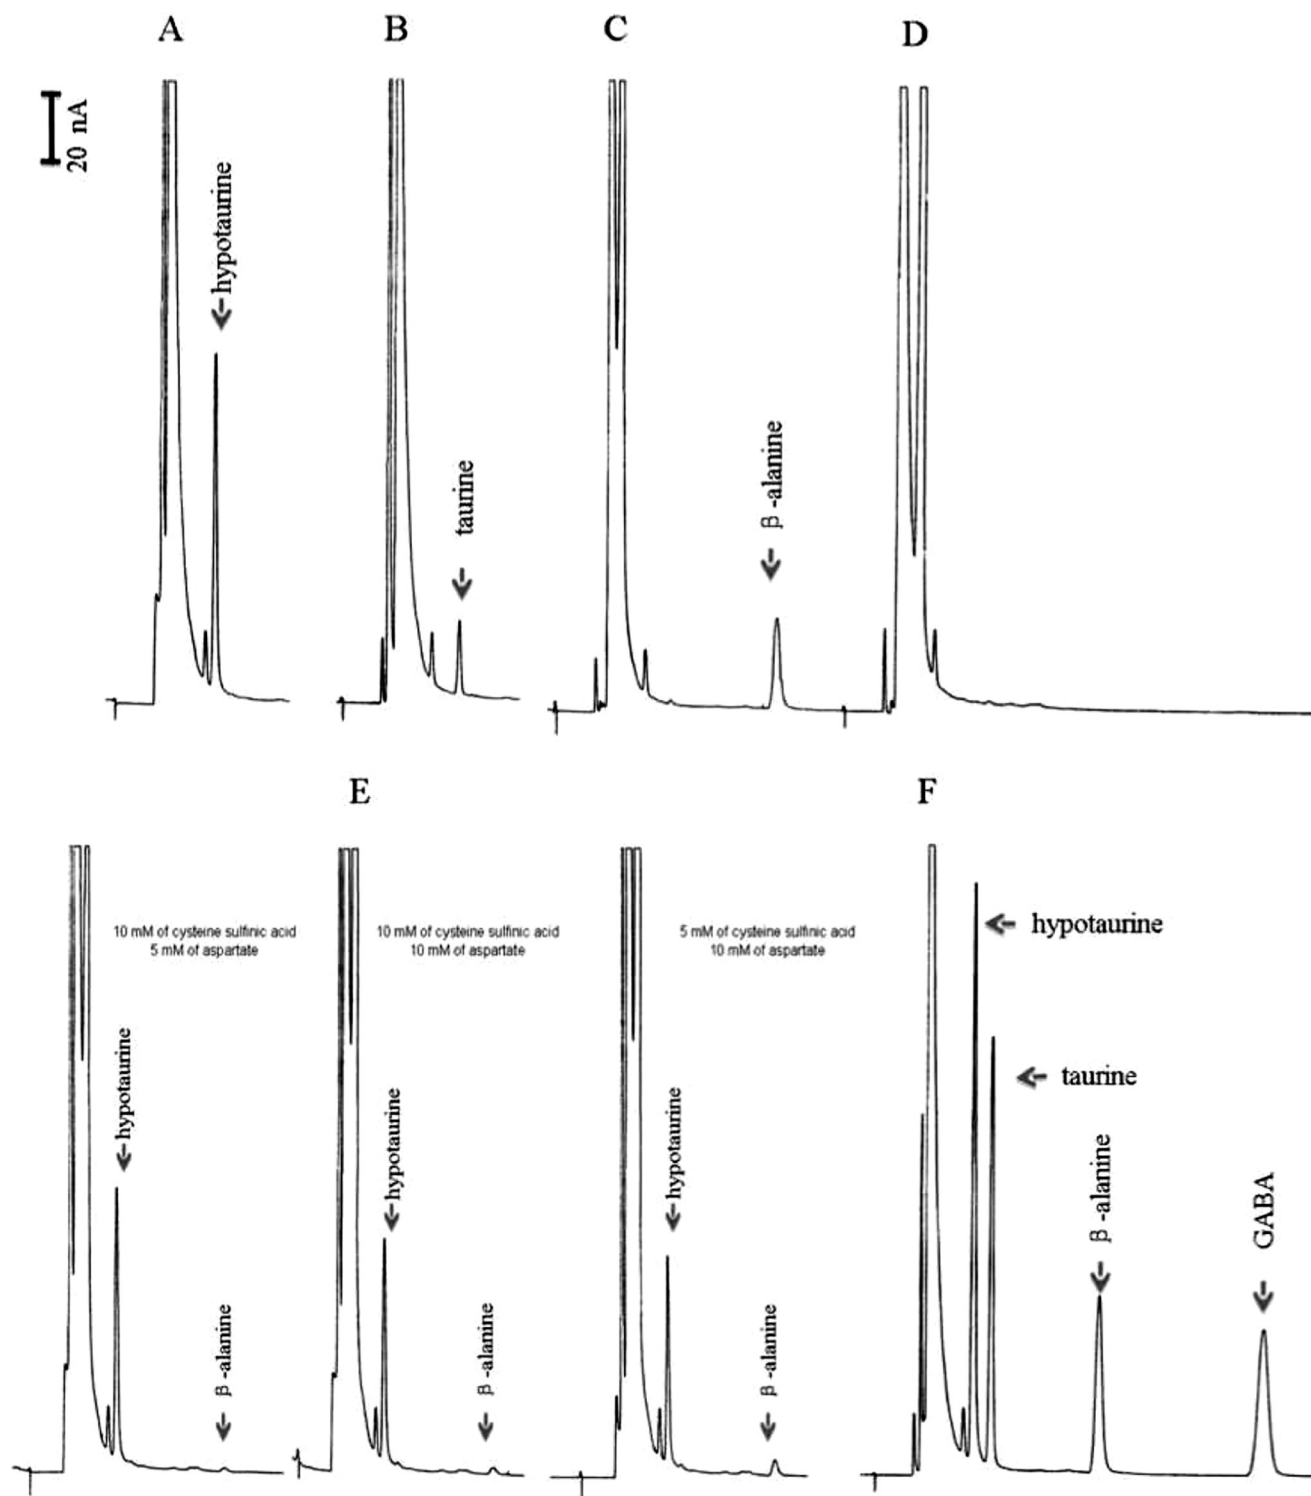 A
B
C
D
20 nA
hypotaurine
taurine
β-alanine
E
F
10 mM of cysteine sulfinic acid
5 mM of aspartate
10 mM of cysteine sulfinic acid
10 mM of aspartate
5 mM of cysteine sulfinic acid
10 mM of aspartate
hypotaurine
β-alanine
hypotaurine
β-alanine
hypotaurine
β-alanine
hypotaurine
taurine
β-alanine
GABA